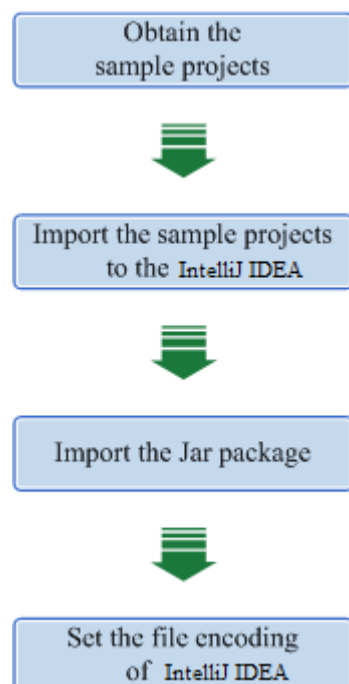 Obtain the
sample projects
Import the sample projects
to the IntelliJ IDEA
Import the Jar package
Set the file encoding
of IntelliJ IDEA